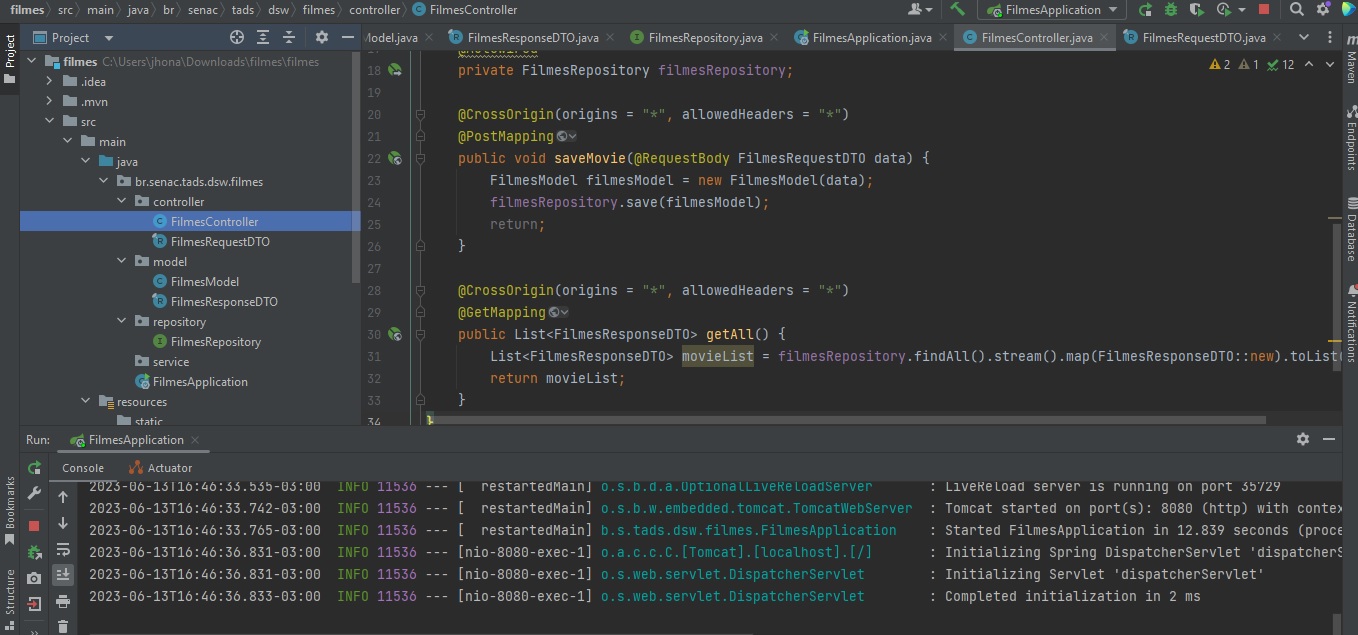 filmes src main java br senac tads dsw filmes controller FilmesController FilmesApplication
Project
Model.java FilmesResponseDTO.java FilmesRepository.java FilmesApplication.java FilmesController.java FilmesRequestDTO.java
Project
filmes C:\Users\jhona\Downloads\filmes\filmes
.idea
.mvn
src
main
java
br.senac.tads.dsw.filmes
controller
FilmesController
FilmesRequestDTO
model
FilmesModel
FilmesResponseDTO
repository
FilmesRepository
service
FilmesApplication
resources
static
2 1 12
17 @Autowired
18 private FilmesRepository filmesRepository;
19
20 @CrossOrigin(origins = "*", allowedHeaders = "*")
21 @PostMapping
22 public void saveMovie(@RequestBody FilmesRequestDTO data) {
23 FilmesModel filmesModel = new FilmesModel(data);
24 filmesRepository.save(filmesModel);
25 return;
26 }
27
28 @CrossOrigin(origins = "*", allowedHeaders = "*")
29 @GetMapping
30 public List<FilmesResponseDTO> getAll() {
31 List<FilmesResponseDTO> movieList = filmesRepository.findAll().stream().map(FilmesResponseDTO::new).toList(
32 return movieList;
33 }
34 }
m
Maven
Endpoints
Database
Notifications
Run: FilmesApplication
Console Actuator
2023-06-13T16:46:33.535-03:00 INFO 11536 --- [ restartedMain] o.s.b.d.a.OptionalLiveReloadServer : LiveReload server is running on port 35729
2023-06-13T16:46:33.742-03:00 INFO 11536 --- [ restartedMain] o.s.b.w.embedded.tomcat.TomcatWebServer : Tomcat started on port(s): 8080 (http) with contex
2023-06-13T16:46:33.765-03:00 INFO 11536 --- [ restartedMain] b.s.tads.dsw.filmes.FilmesApplication : Started FilmesApplication in 12.839 seconds (proce
2023-06-13T16:46:36.831-03:00 INFO 11536 --- [nio-8080-exec-1] o.a.c.c.C.[Tomcat].[localhost].[/] : Initializing Spring DispatcherServlet 'dispatcherS
2023-06-13T16:46:36.831-03:00 INFO 11536 --- [nio-8080-exec-1] o.s.web.servlet.DispatcherServlet : Initializing Servlet 'dispatcherServlet'
2023-06-13T16:46:36.833-03:00 INFO 11536 --- [nio-8080-exec-1] o.s.web.servlet.DispatcherServlet : Completed initialization in 2 ms
Bookmarks
Structure